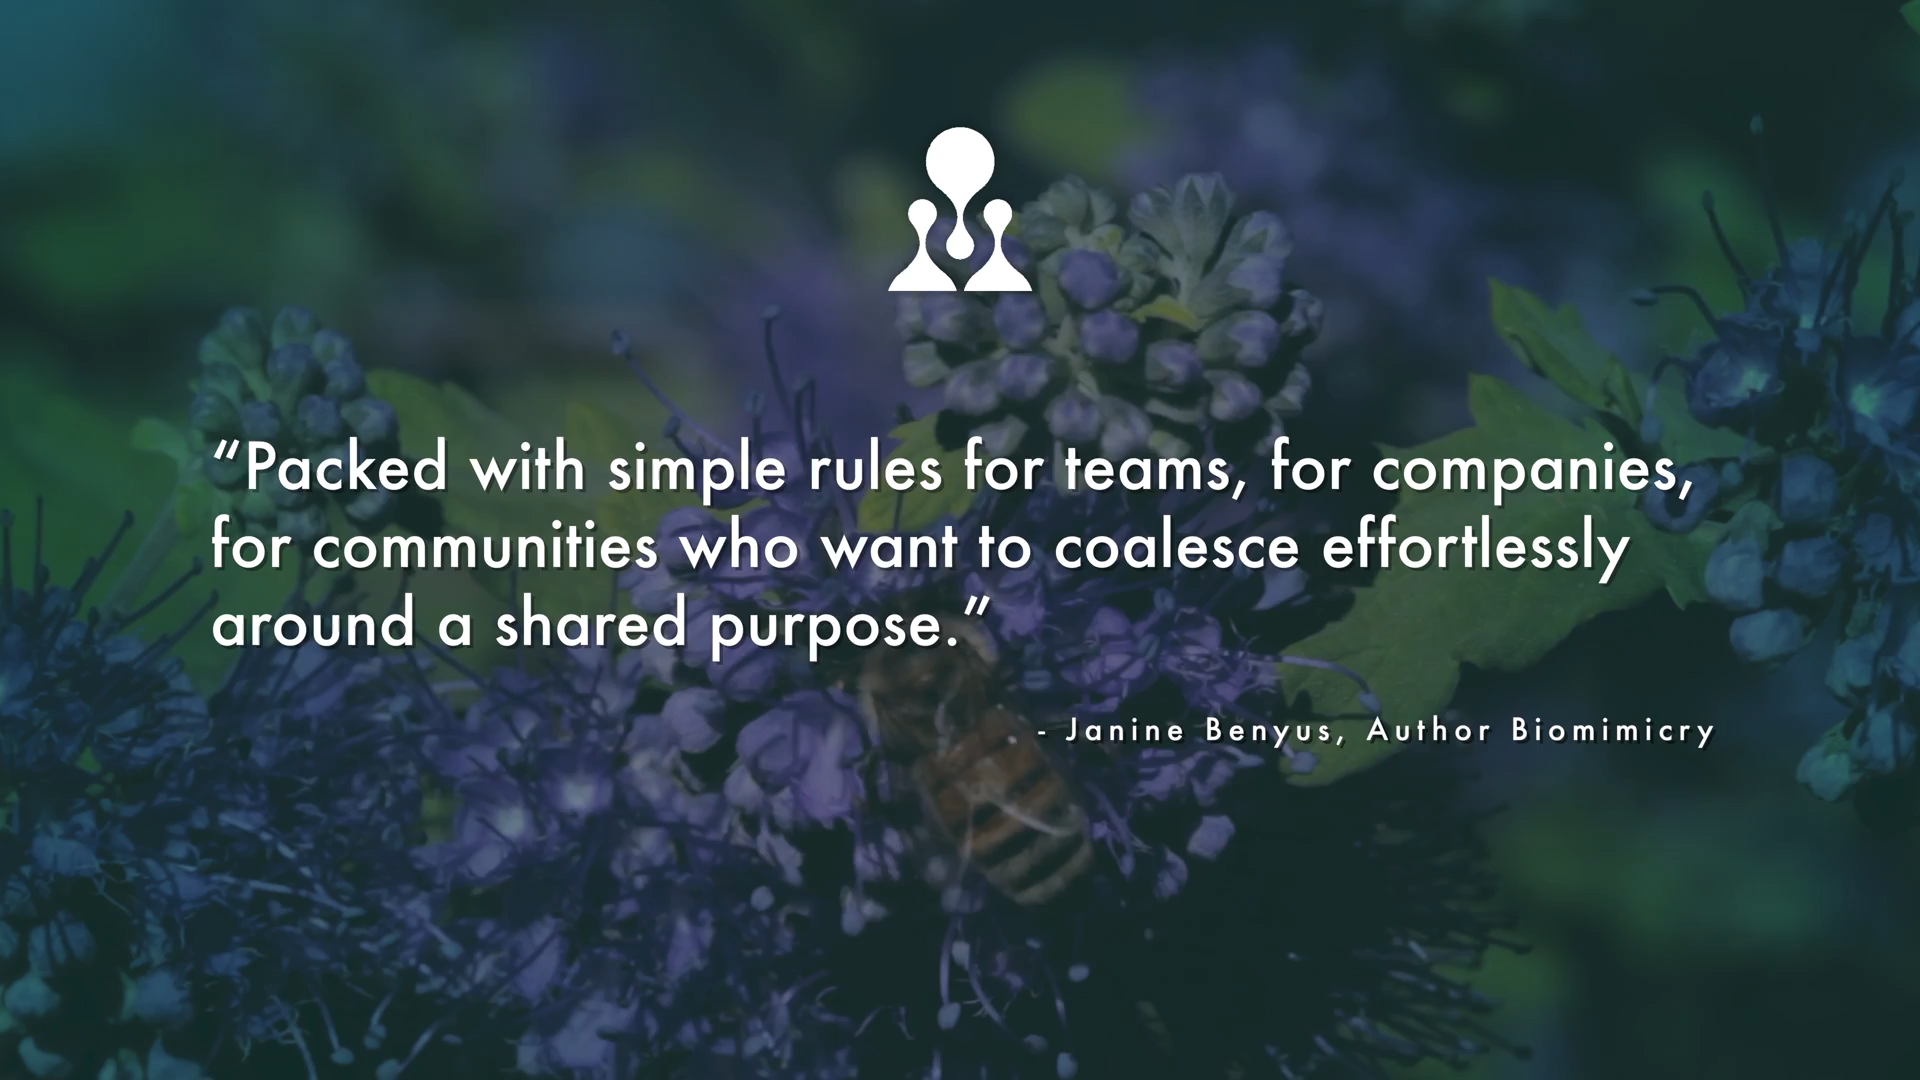 “Packed with simple rules for teams, for companies,
for communities who want to coalesce effortlessly
around a shared purpose.”
- Janine Benyus, Author Biomimicry